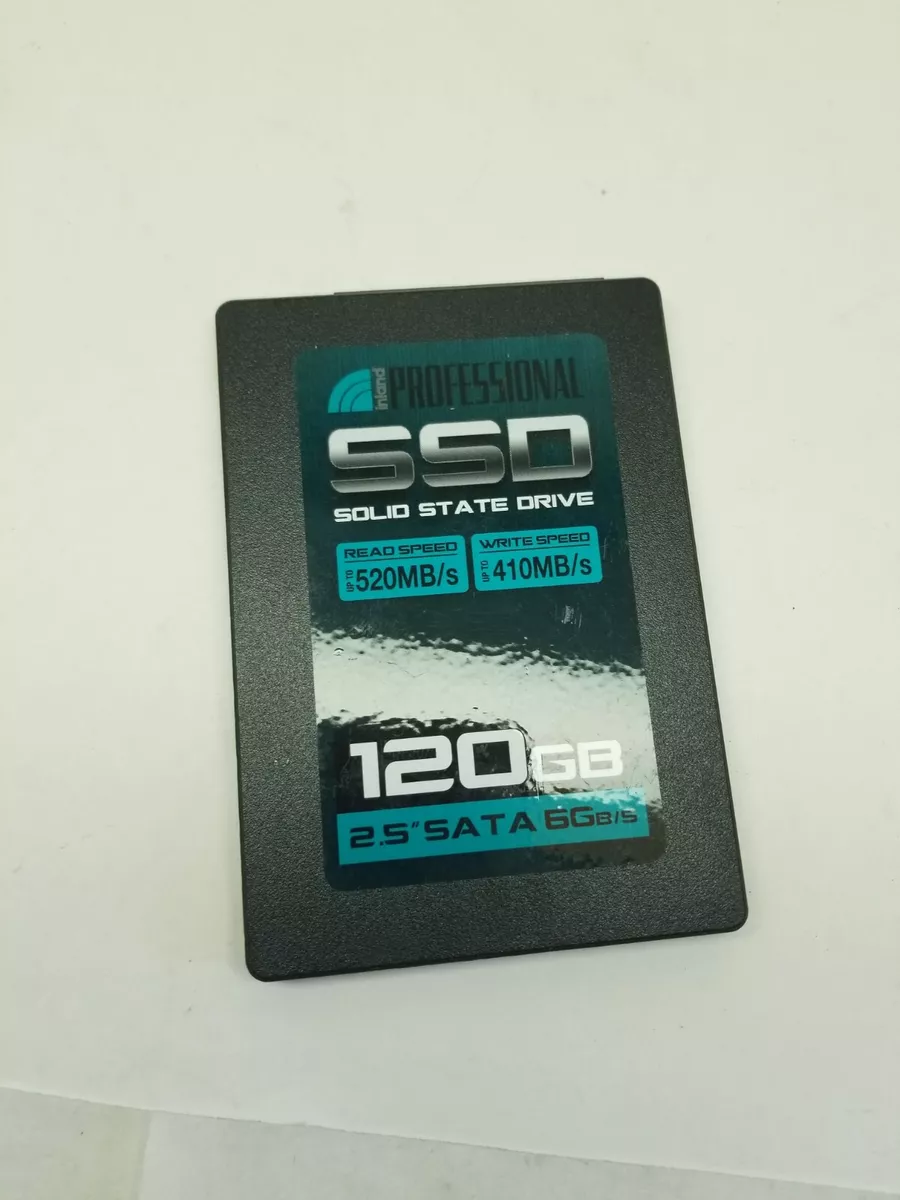 inland PROFESSIONAL
SSD
SOLID STATE DRIVE
READ SPEED
UP TO 520MB/s
WRITE SPEED
UP TO 410MB/s
120GB
2.5" SATA 6GB/S